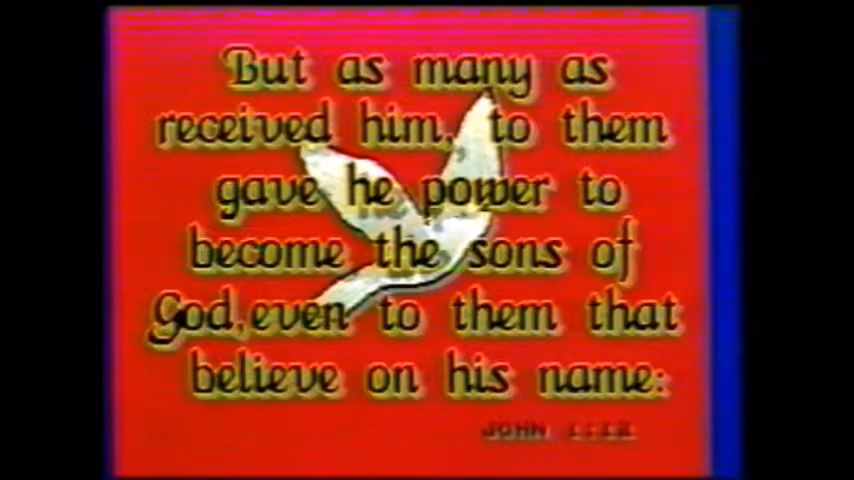 But as many as
received him, to them
gave he power to
become the sons of
God, even to them that
believe on his name:
JOHN 1:12